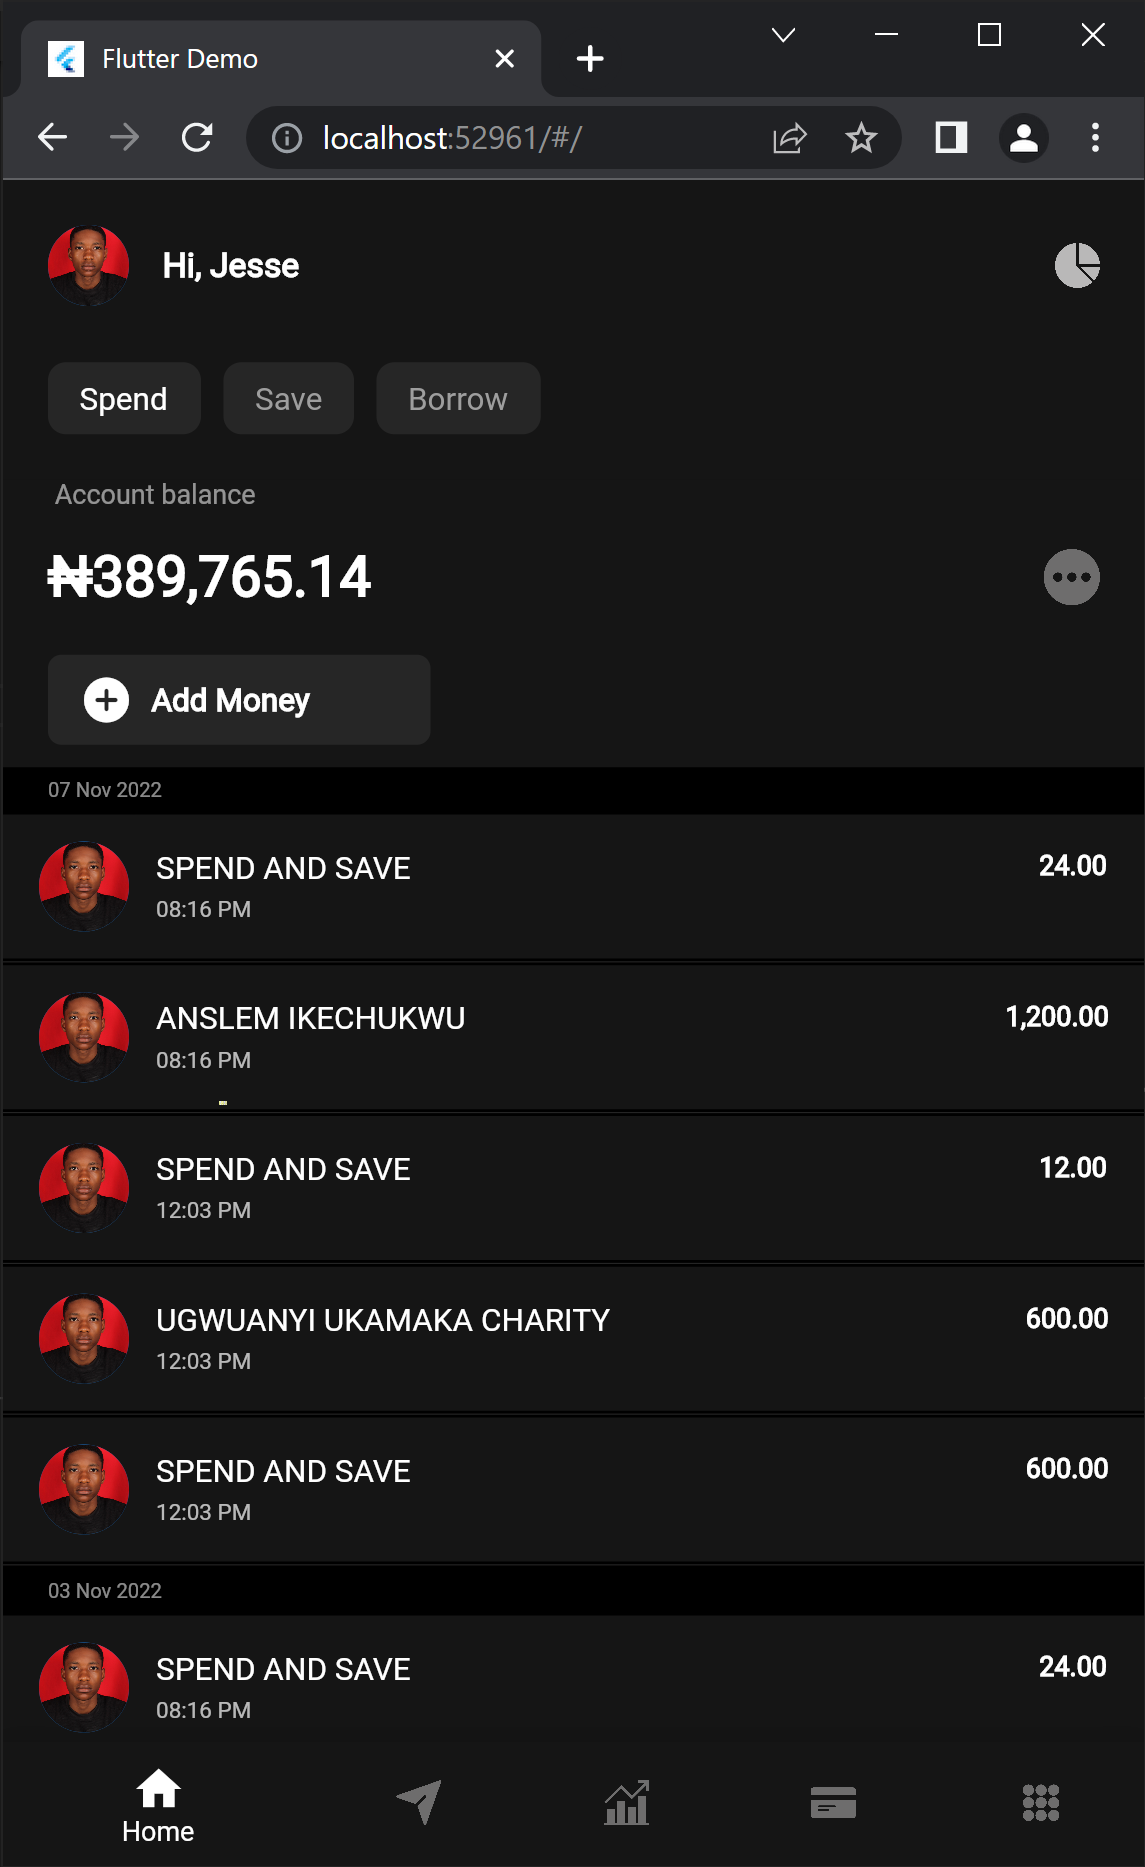 Flutter Demo
localhost:52961/#/
Hi, Jesse
Spend Save Borrow
Account balance
₦389,765.14
Add Money
07 Nov 2022
SPEND AND SAVE 24.00
08:16 PM
ANSLEM IKECHUKWU 1,200.00
08:16 PM
SPEND AND SAVE 12.00
12:03 PM
UGWUANYI UKAMAKA CHARITY 600.00
12:03 PM
SPEND AND SAVE 600.00
12:03 PM
03 Nov 2022
SPEND AND SAVE 24.00
08:16 PM
Home